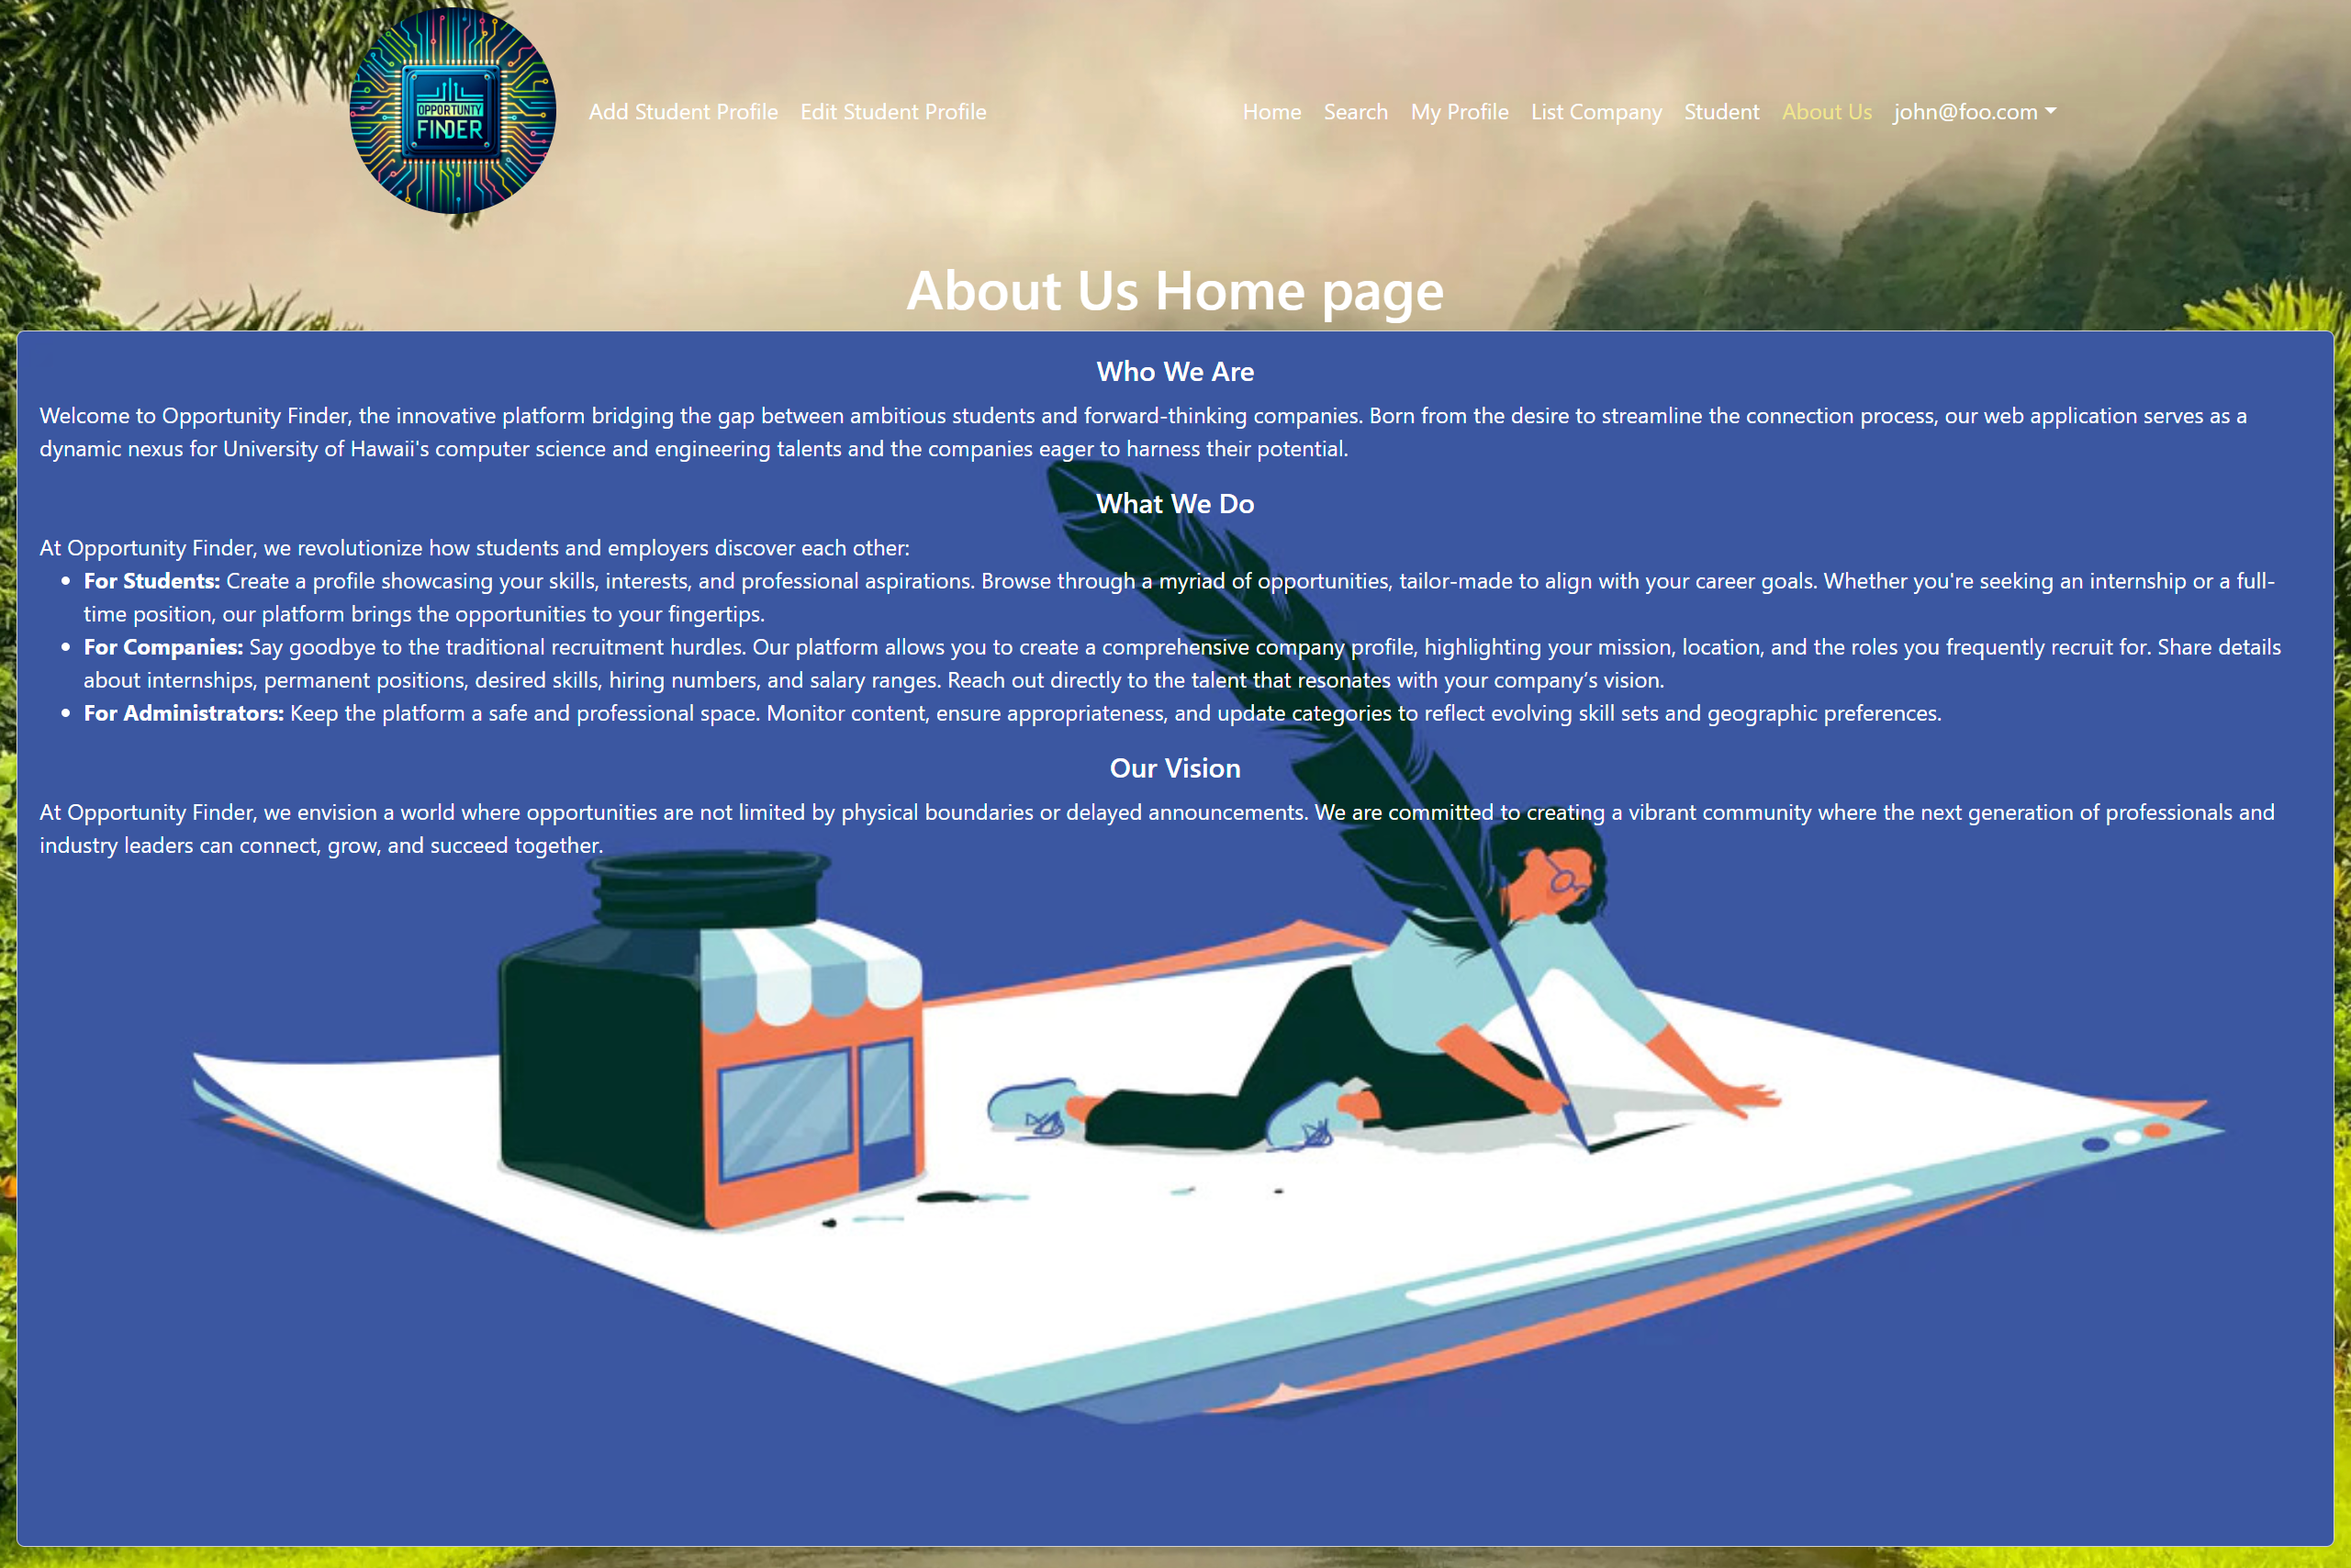 OPPORTUNTY
FINDER
Add Student Profile Edit Student Profile Home Search My Profile List Company Student About Us john@foo.com
About Us Home page
Who We Are
Welcome to Opportunity Finder, the innovative platform bridging the gap between ambitious students and forward-thinking companies. Born from the desire to streamline the connection process, our web application serves as a
dynamic nexus for University of Hawaii's computer science and engineering talents and the companies eager to harness their potential.
What We Do
At Opportunity Finder, we revolutionize how students and employers discover each other:
• For Students: Create a profile showcasing your skills, interests, and professional aspirations. Browse through a myriad of opportunities, tailor-made to align with your career goals. Whether you're seeking an internship or a full-
time position, our platform brings the opportunities to your fingertips.
• For Companies: Say goodbye to the traditional recruitment hurdles. Our platform allows you to create a comprehensive company profile, highlighting your mission, location, and the roles you frequently recruit for. Share details
about internships, permanent positions, desired skills, hiring numbers, and salary ranges. Reach out directly to the talent that resonates with your company’s vision.
• For Administrators: Keep the platform a safe and professional space. Monitor content, ensure appropriateness, and update categories to reflect evolving skill sets and geographic preferences.
Our Vision
At Opportunity Finder, we envision a world where opportunities are not limited by physical boundaries or delayed announcements. We are committed to creating a vibrant community where the next generation of professionals and
industry leaders can connect, grow, and succeed together.